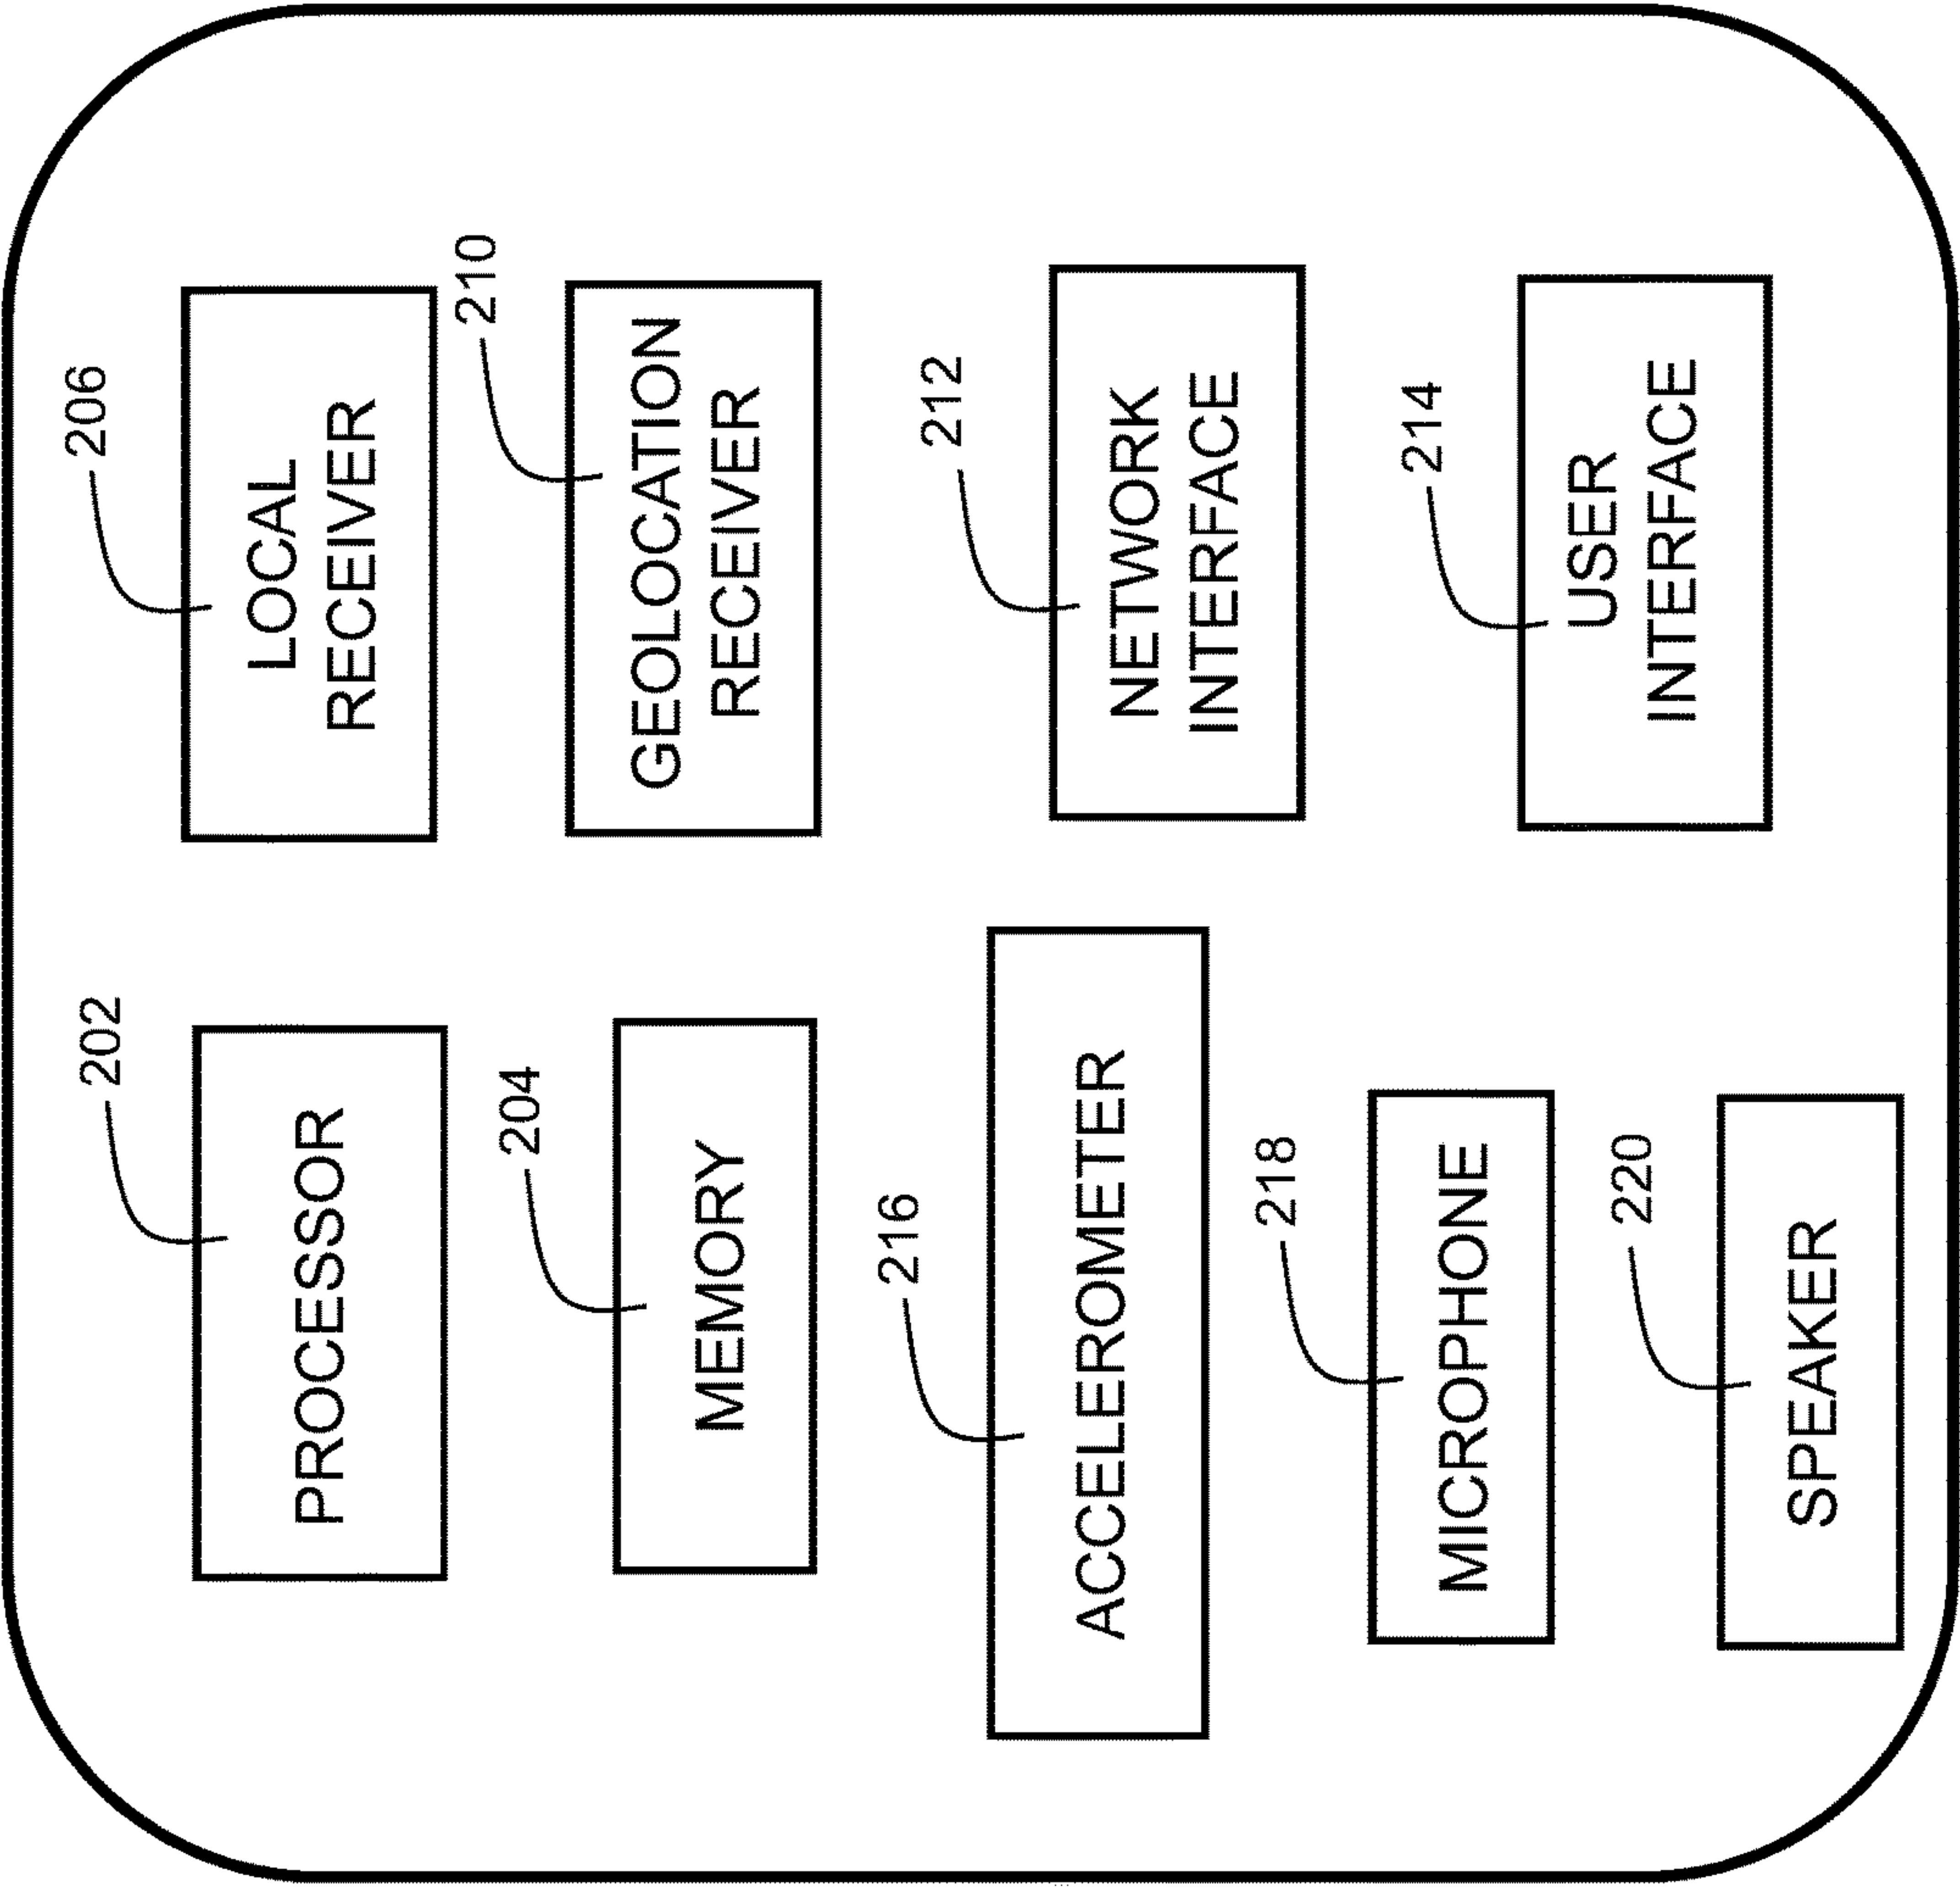 202
PROCESSOR
204
MEMORY
216
ACCELEROMETER
218
MICROPHONE
220
SPEAKER
206
LOCAL
RECEIVER
210
GEOLOCATION
RECEIVER
212
NETWORK
INTERFACE
214
USER
INTERFACE